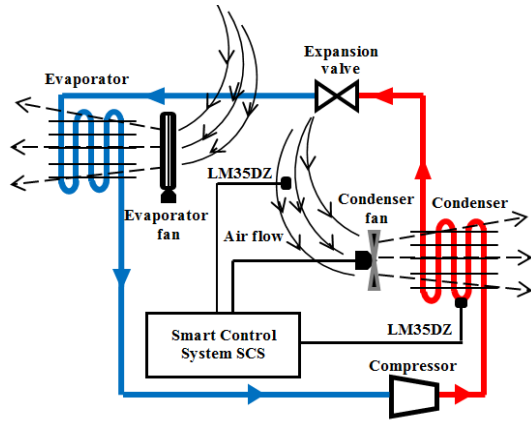 Expansion
valve
Evaporator
LM35DZ
Evaporator
fan
Condenser
fan
Condenser
Air flow
Smart Control
System SCS
LM35DZ
Compressor